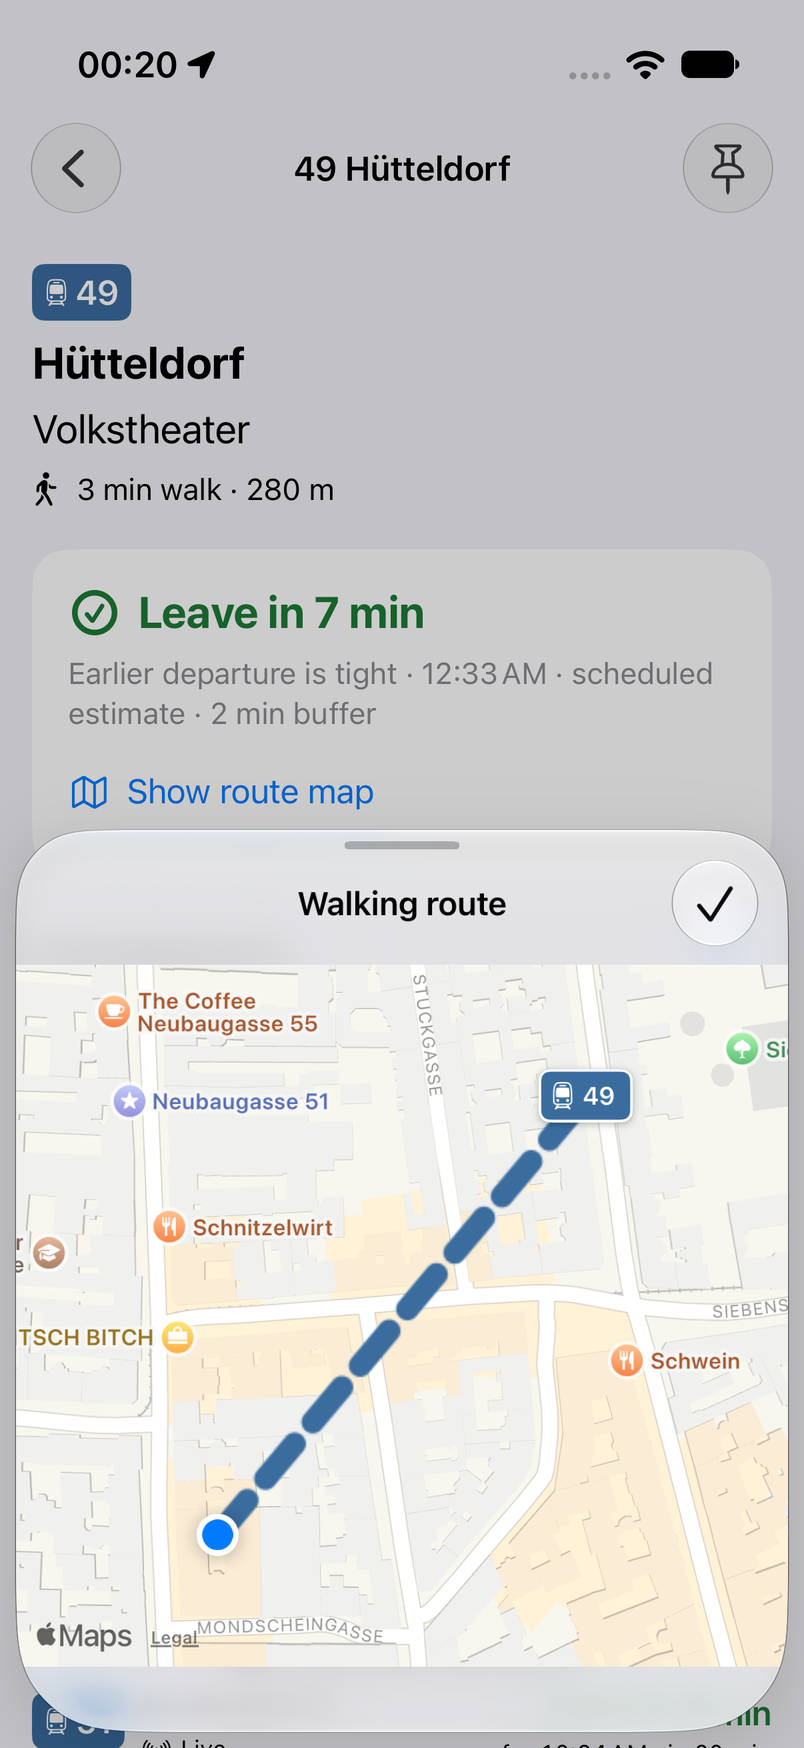 00:20
49 Hütteldorf
49
Hütteldorf
Volkstheater
3 min walk · 280 m
Leave in 7 min
Earlier departure is tight · 12:33 AM · scheduled
estimate · 2 min buffer
Show route map
Walking route
The Coffee
Neubaugasse 55
STUCKGASSE
Neubaugasse 51
49
Schnitzelwirt
SIEBENS
TSCH BITCH
Schwein
MONDSCHEINGASSE
Maps
Legal